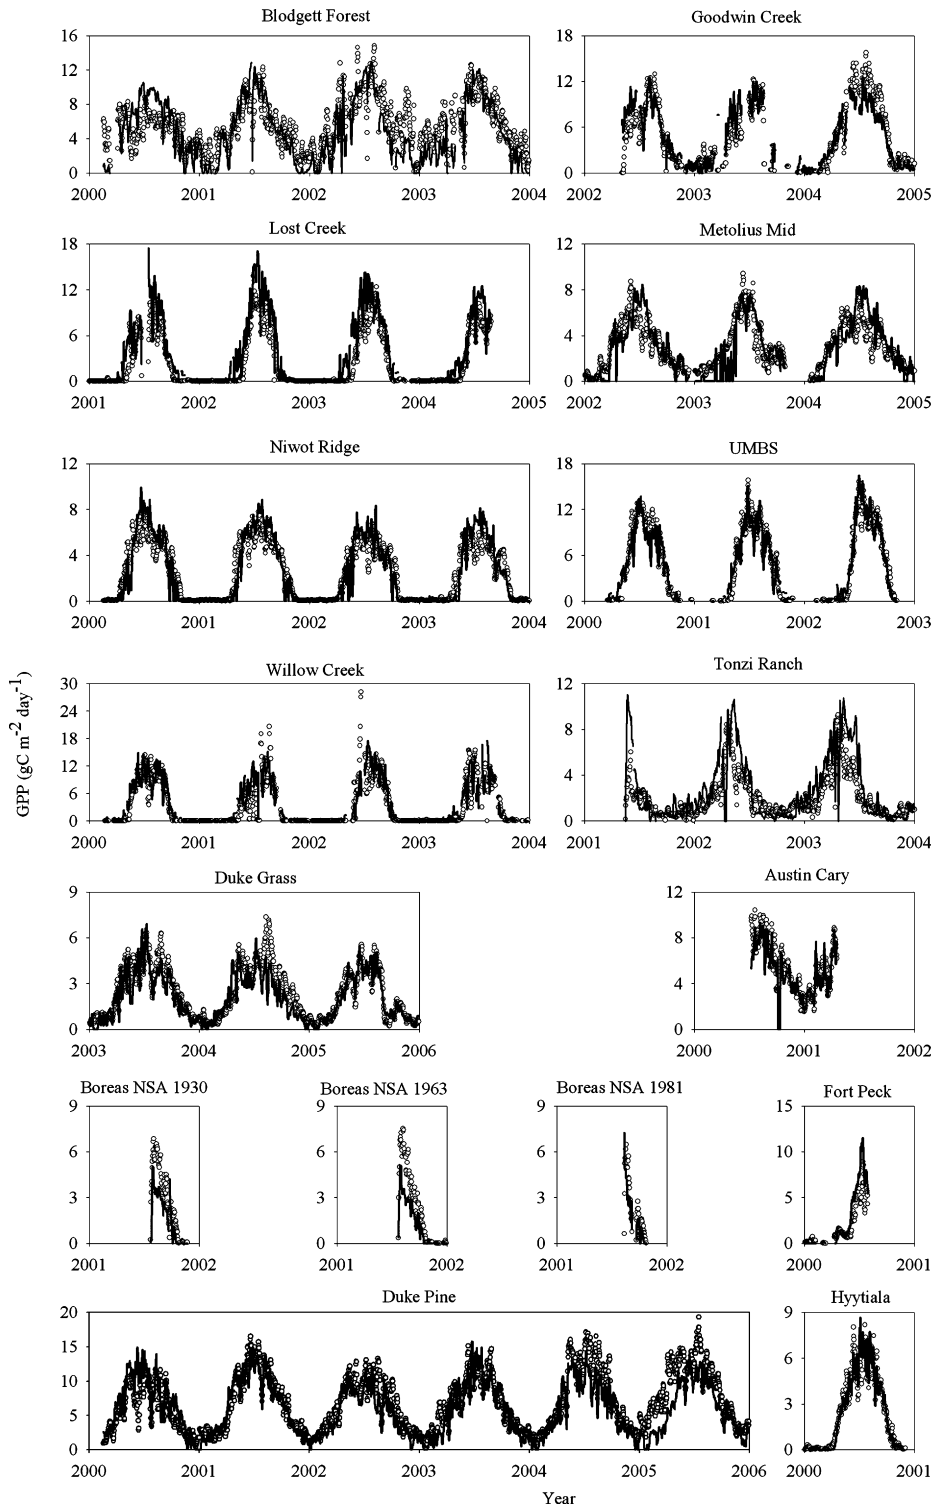 Blodgett Forest
Goodwin Creek
16
12
8
4
0
2000 2001 2002 2003 2004
18
12
6
0
2002 2003 2004 2005
Lost Creek
Metolius Mid
18
12
6
0
2001 2002 2003 2004 2005
12
8
4
0
2002 2003 2004 2005
Niwot Ridge
UMBS
12
8
4
0
2000 2001 2002 2003 2004
18
12
6
0
2000 2001 2002 2003
GPP (gC m-2 day-1)
Willow Creek
Tonzi Ranch
30
24
18
12
6
0
2000 2001 2002 2003 2004
12
8
4
0
2001 2002 2003 2004
Duke Grass
Austin Cary
9
6
3
0
2003 2004 2005 2006
12
8
4
0
2000 2001 2002
Boreas NSA 1930
Boreas NSA 1963
Boreas NSA 1981
Fort Peck
9
6
3
0
2001 2002
9
6
3
0
2001 2002
9
6
3
0
2001 2002
15
10
5
0
2000 2001
Duke Pine
Hyytiala
20
15
10
5
0
2000 2001 2002 2003 2004 2005 2006
9
6
3
0
2000 2001
Year